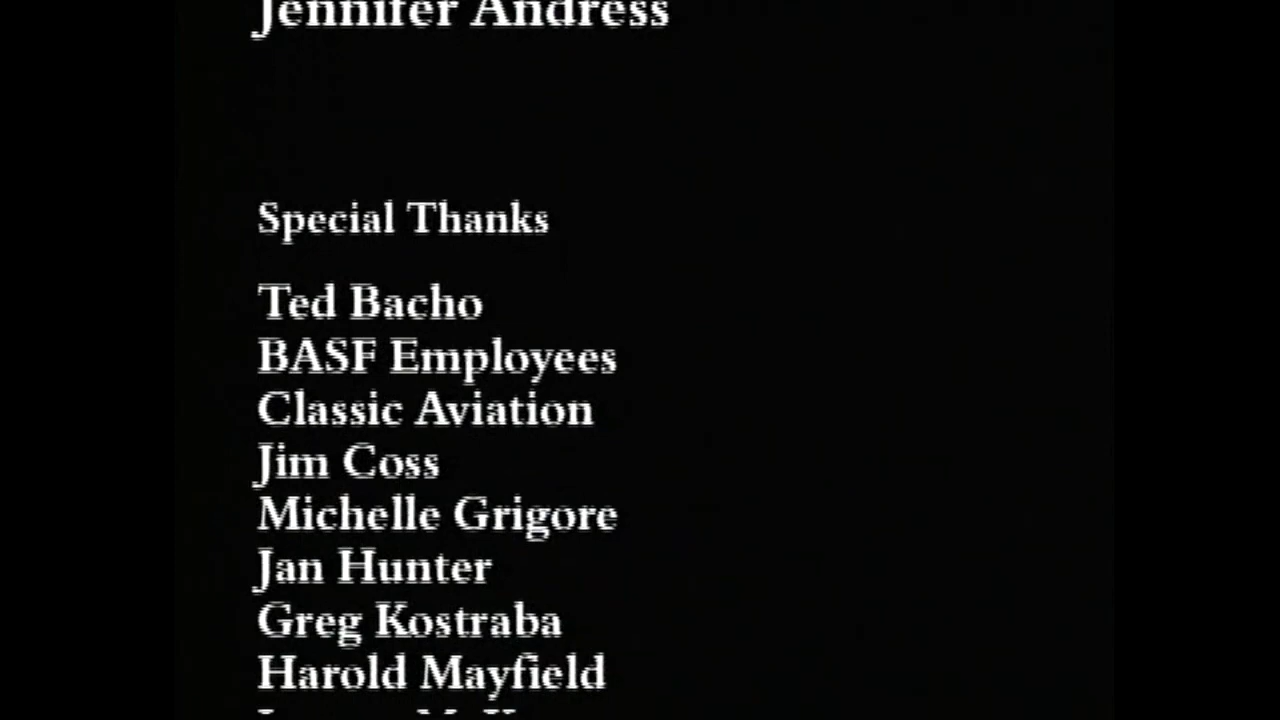 Jennifer Andress
Special Thanks
Ted Bacho
BASF Employees
Classic Aviation
Jim Coss
Michelle Grigore
Jan Hunter
Greg Kostraba
Harold Mayfield